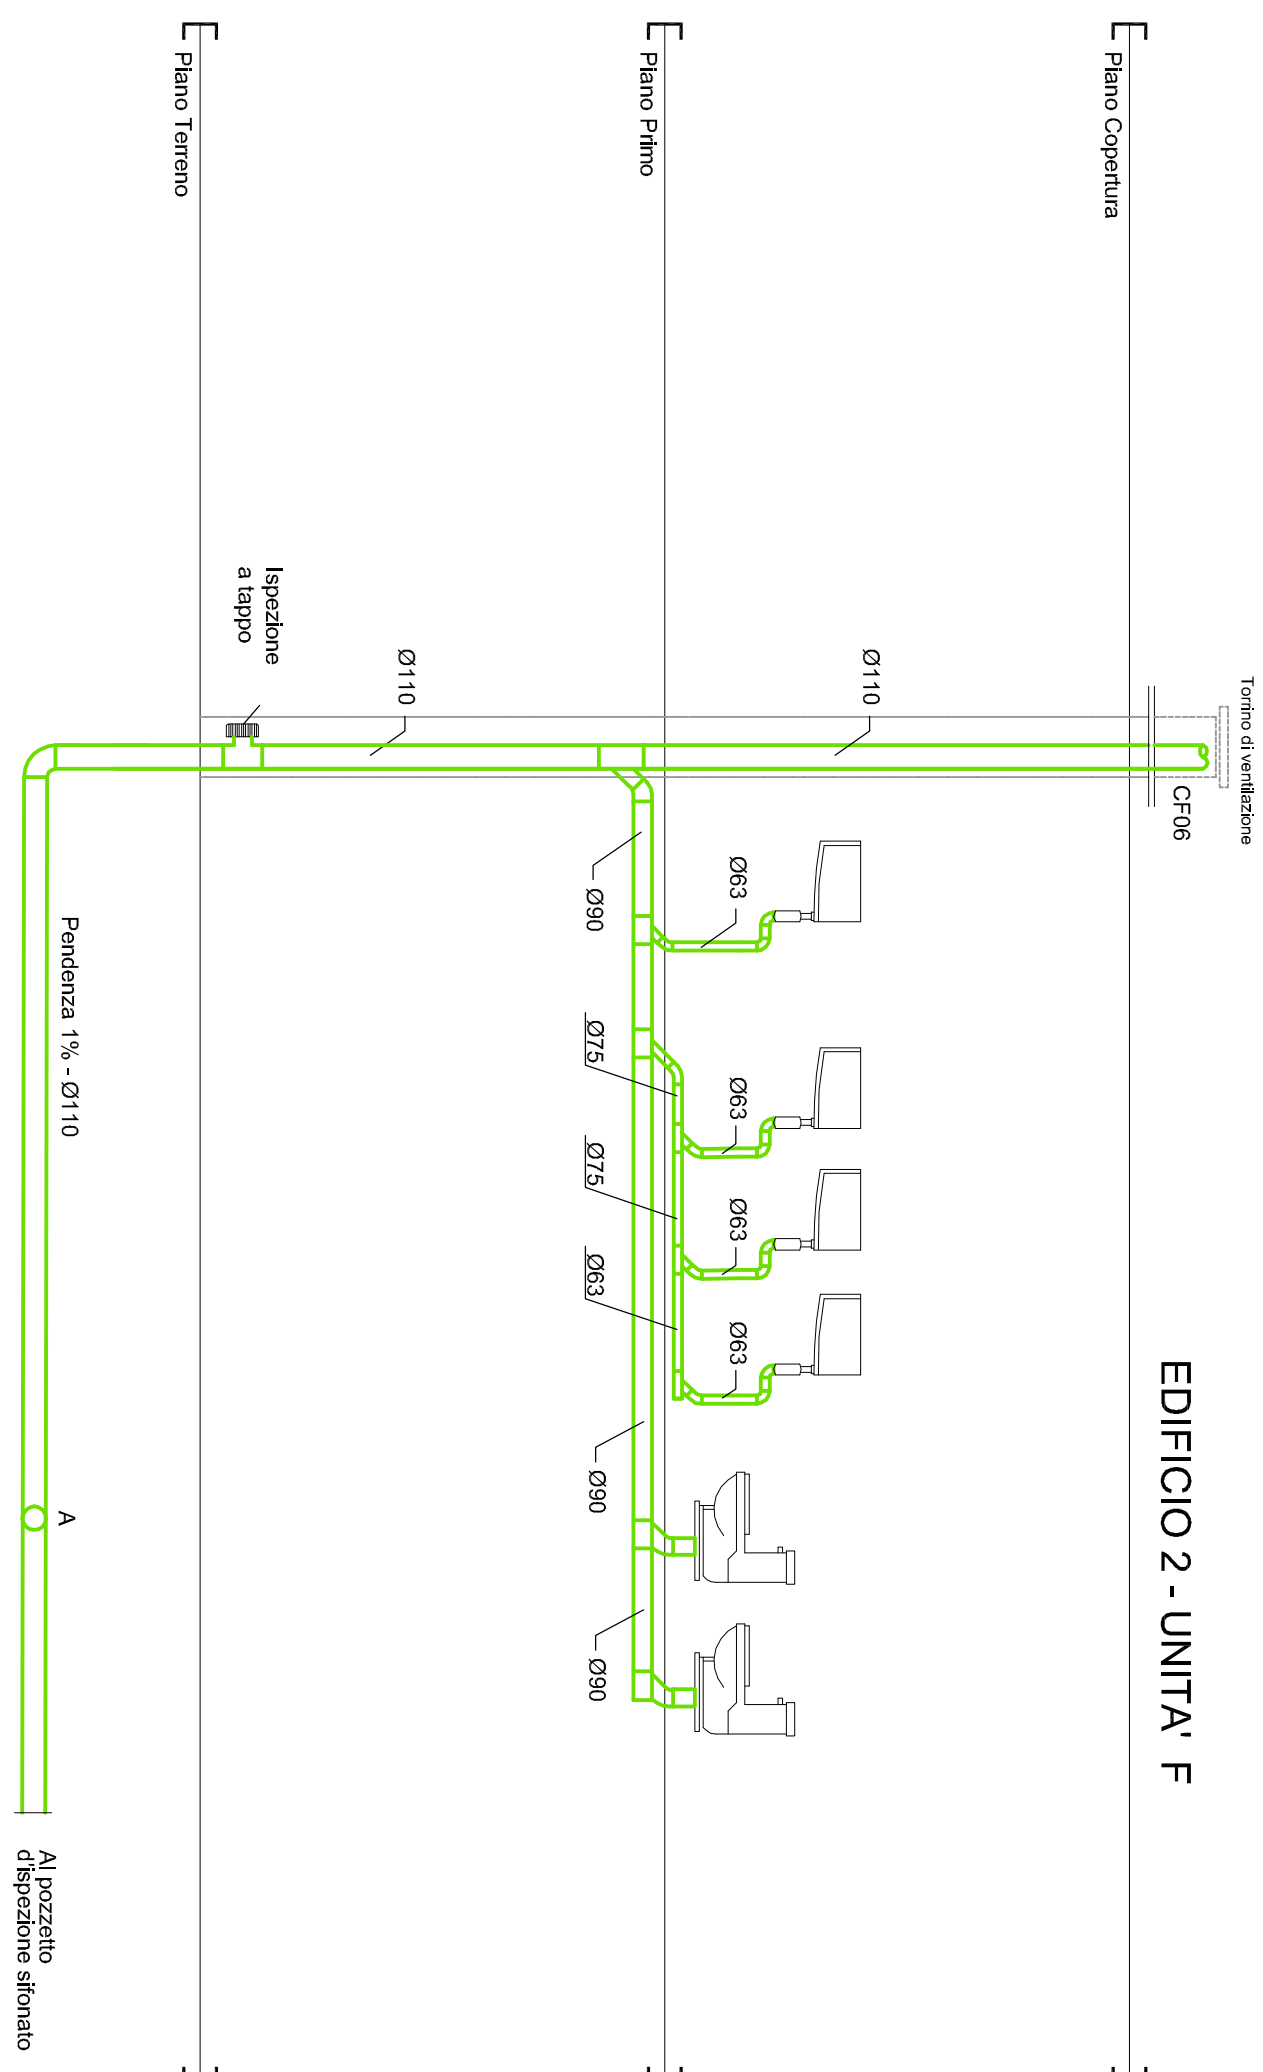 Torrino di ventilazione
CF06
EDIFICIO 2 - UNITA' F
Piano Copertura
Ø110
Ø63
Ø63
Ø63
Ø63
Piano Primo
Ø90
Ø75
Ø75
Ø63
Ø90
Ø90
Ø110
Ispezione
a tappo
Piano Terreno
Pendenza 1% - Ø110
A
Al pozzetto
d'ispezione sifonato